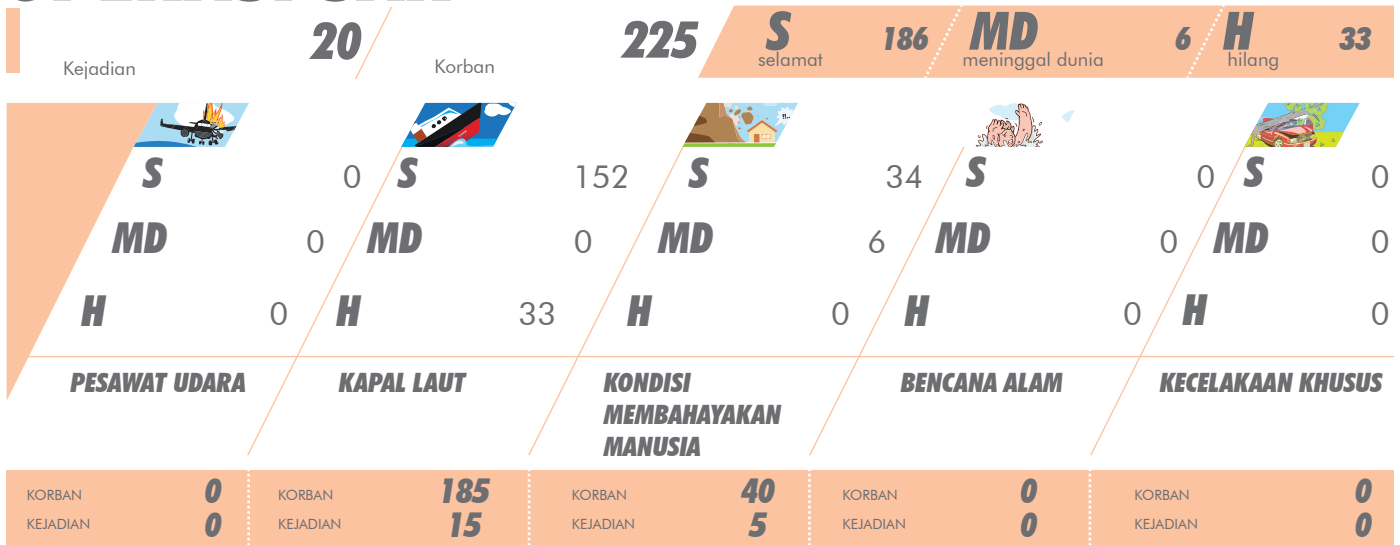 Kejadian 20 Korban 225 S selamat 186 MD meninggal dunia 6 H hilang 33
S 0 S 152 S 34 S 0 S 0
MD 0 MD 0 MD 6 MD 0 MD 0
H 0 H 33 H 0 H 0 H 0
PESAWAT UDARA
KAPAL LAUT
KONDISI
MEMBAHAYAKAN
MANUSIA
BENCANA ALAM
KECELAKAAN KHUSUS
KORBAN 0 KORBAN 185 KORBAN 40 KORBAN 0 KORBAN 0
KEJADIAN 0 KEJADIAN 15 KEJADIAN 5 KEJADIAN 0 KEJADIAN 0